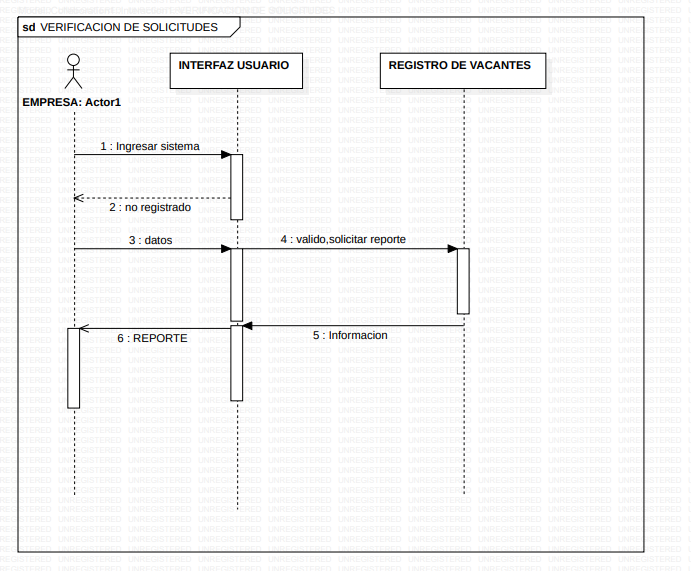 sd VERIFICACION DE SOLICITUDES
INTERFAZ USUARIO
REGISTRO DE VACANTES
EMPRESA: Actor1
1 : Ingresar sistema
2 : no registrado
3 : datos
4 : valido,solicitar reporte
5 : Informacion
6 : REPORTE
UNREGISTERED